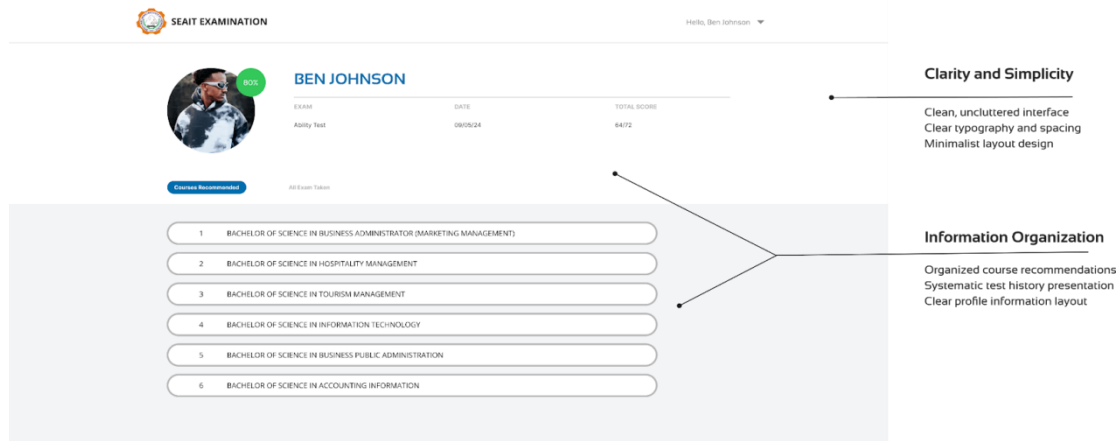 SEAIT EXAMINATION
Hello, Ben Johnson
80%
BEN JOHNSON
EXAM DATE TOTAL SCORE
Ability Test 09/05/24 64/72
Courses Recommended All Exam Taken
1 BACHELOR OF SCIENCE IN BUSINESS ADMINISTRATOR (MARKETING MANAGEMENT)
2 BACHELOR OF SCIENCE IN HOSPITALITY MANAGEMENT
3 BACHELOR OF SCIENCE IN TOURISM MANAGEMENT
4 BACHELOR OF SCIENCE IN INFORMATION TECHNOLOGY
5 BACHELOR OF SCIENCE IN BUSINESS PUBLIC ADMINISTRATION
6 BACHELOR OF SCIENCE IN ACCOUNTING INFORMATION
Clarity and Simplicity
Clean, uncluttered interface
Clear typography and spacing
Minimalist layout design
Information Organization
Organized course recommendations
Systematic test history presentation
Clear profile information layout